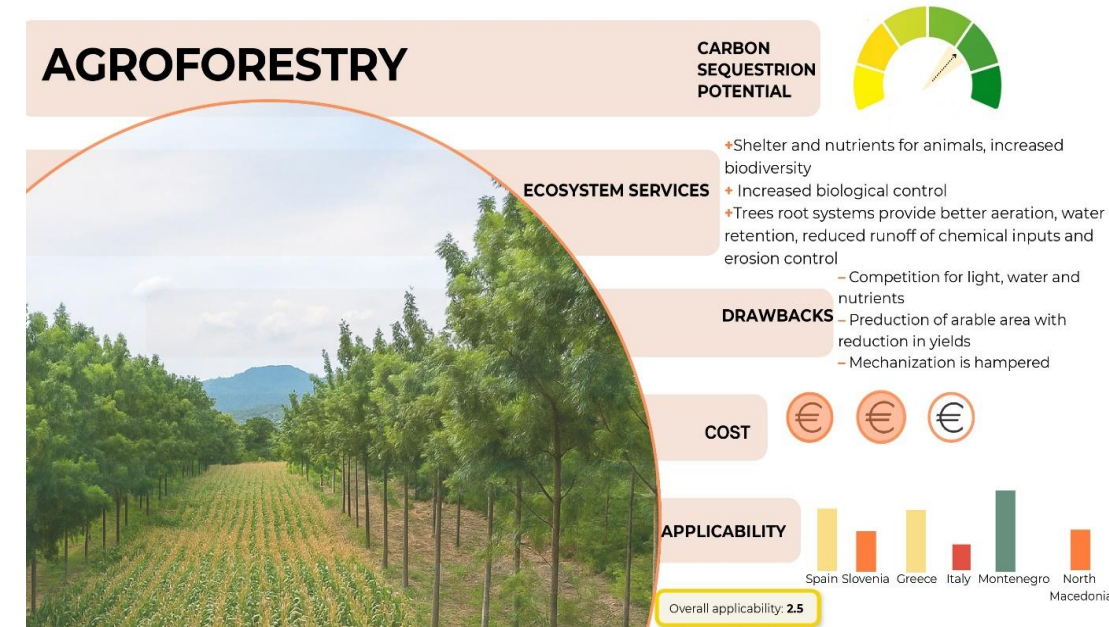 AGROFORESTRY
CARBON
SEQUESTRION
POTENTIAL
ECOSYSTEM SERVICES
+Shelter and nutrients for animals, increased
biodiversity
+ Increased biological control
+Trees root systems provide better aeration, water
retention, reduced runoff of chemical inputs and
erosion control
DRAWBACKS
– Competition for light, water and
nutrients
– Preduction of arable area with
reduction in yields
– Mechanization is hampered
COST
€ € €
APPLICABILITY
Spain Slovenia Greece Italy Montenegro North
Macedonia
Overall applicability: 2.5